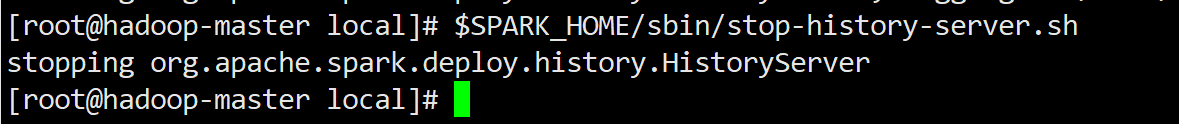 [root@hadoop-master local]# $SPARK_HOME/sbin/stop-history-server.sh
stopping org.apache.spark.deploy.history.HistoryServer
[root@hadoop-master local]#